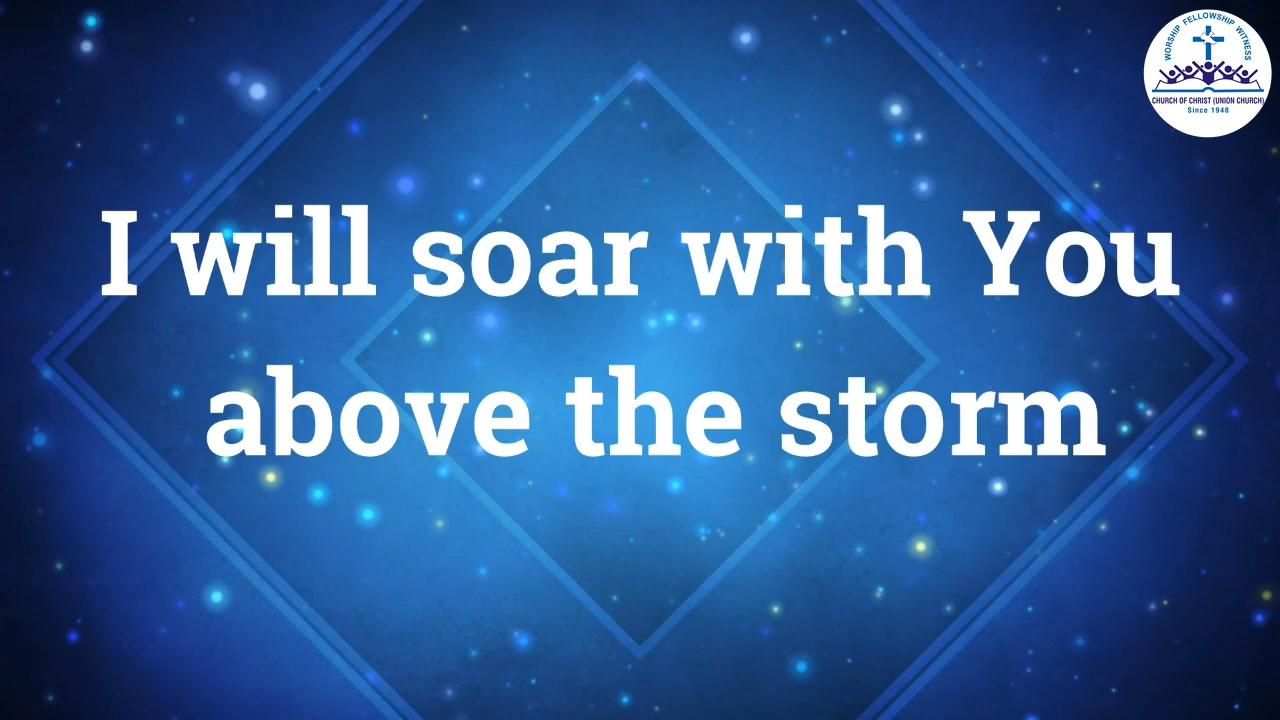 WORSHIP FELLOWSHIP WITNESS
CHURCH OF CHRIST (UNION CHURCH)
Since 1948
I will soar with You
above the storm